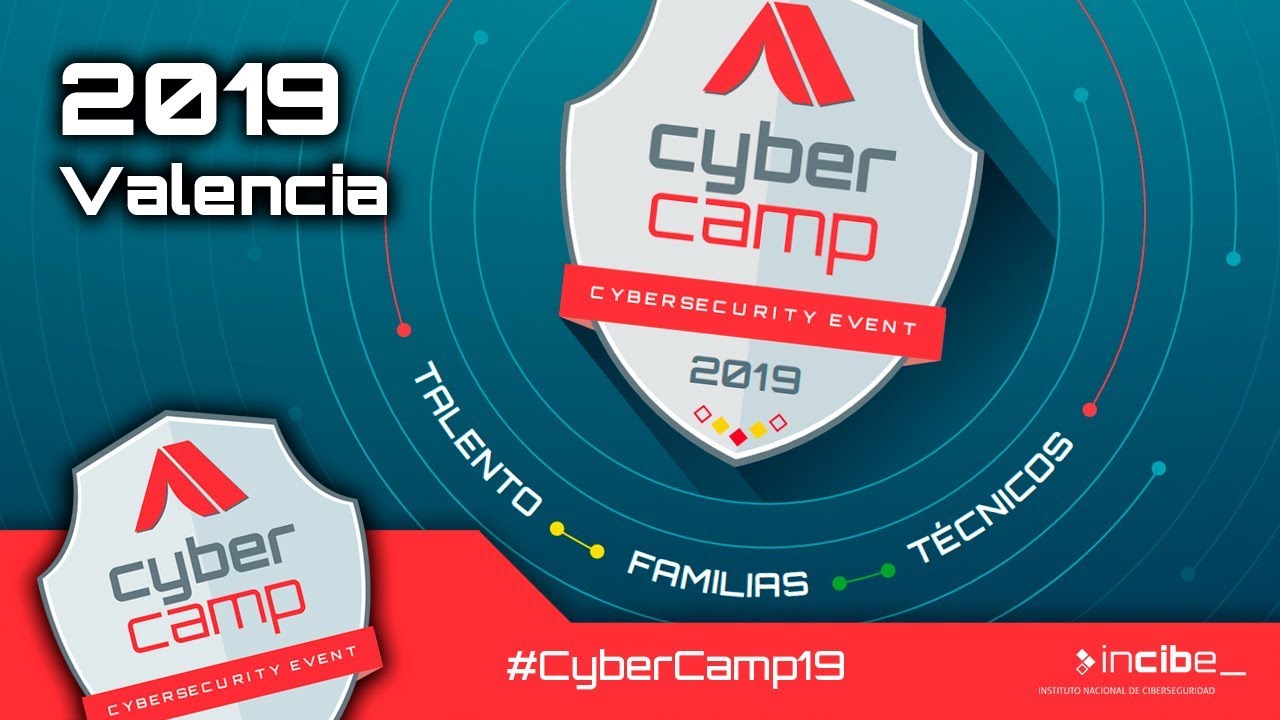 2019
Valencia
cyber
camp
CYBERSECURITY EVENT
2019
TALENTO
FAMILIAS
TÉCNICOS
cyber
camp
CYBERSECURITY EVENT
#CyberCamp19
incibe_
INSTITUTO NACIONAL DE CIBERSEGURIDAD